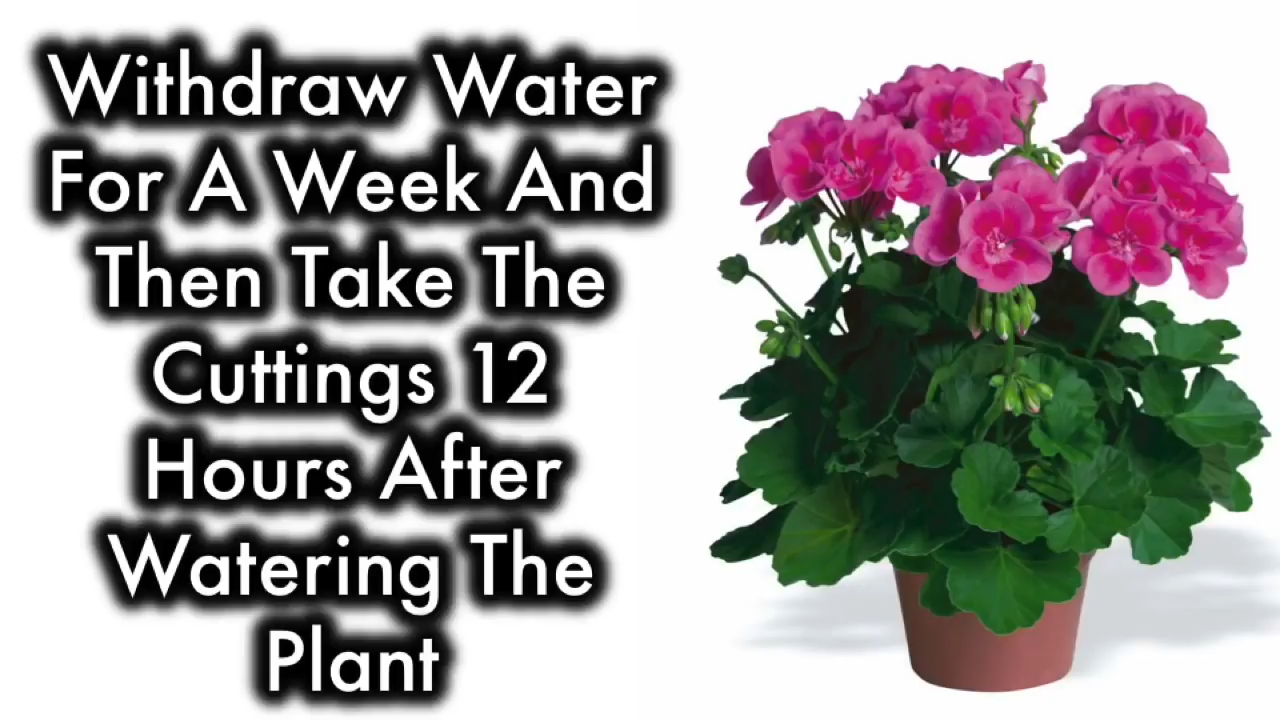 Withdraw Water
For A Week And
Then Take The
Cuttings 12
Hours After
Watering The
Plant